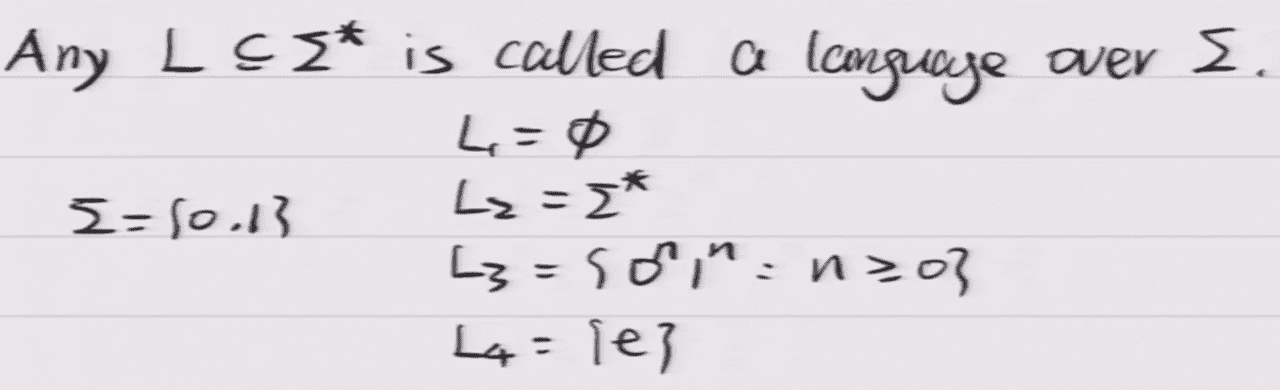 Any L ⊆ Σ* is called a language over Σ.
L₁ = ϕ
L₂ = Σ*
Σ = {0.1}
L₃ = {0ⁿ1ⁿ : n ≥ 0}
L₄ = {e}